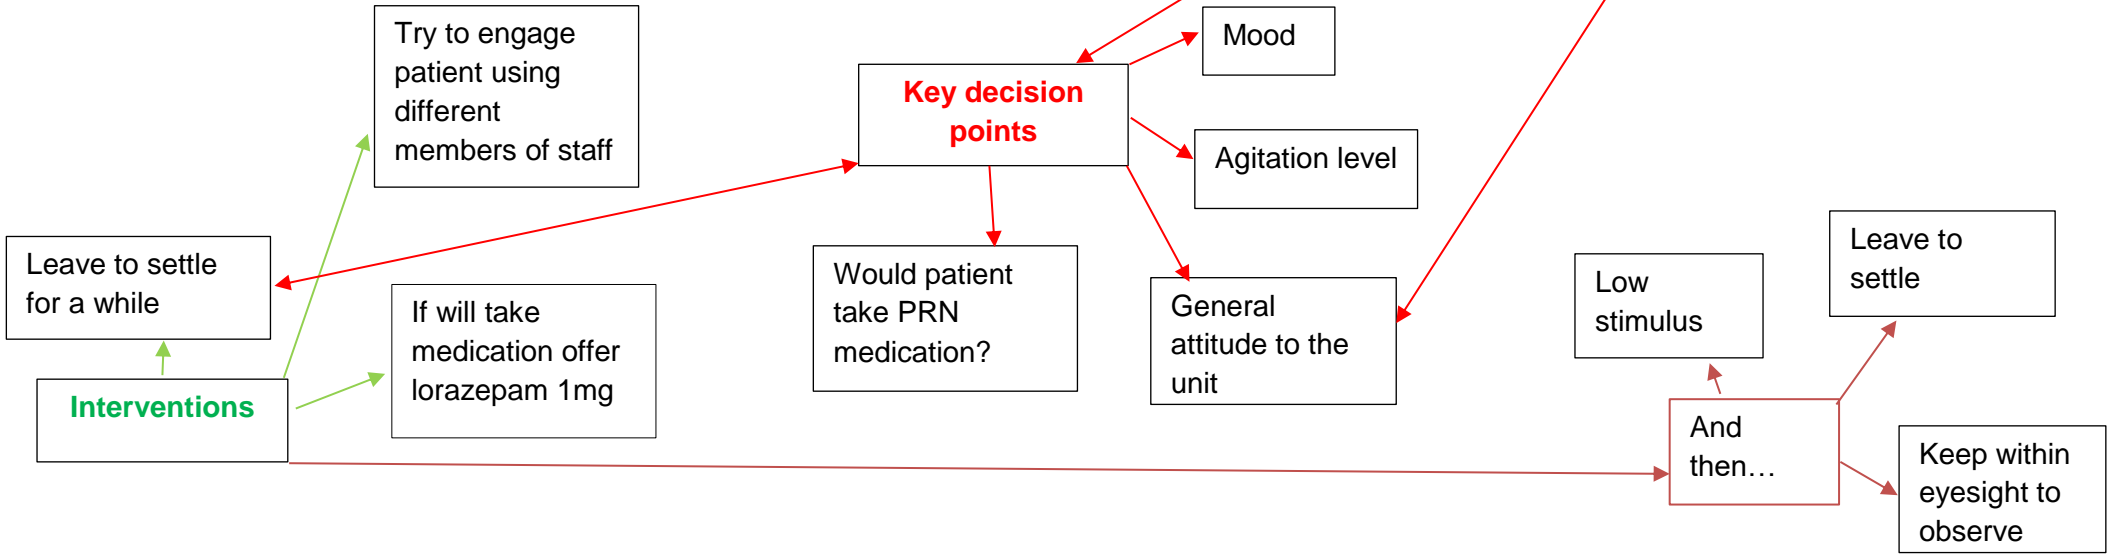 Try to engage
patient using
different
members of staff
Mood
Key decision
points
Agitation level
Leave to settle
for a while
If will take
medication offer
lorazepam 1mg
Would patient
take PRN
medication?
General
attitude to the
unit
Low
stimulus
Leave to
settle
Interventions
And
then…
Keep within
eyesight to
observe